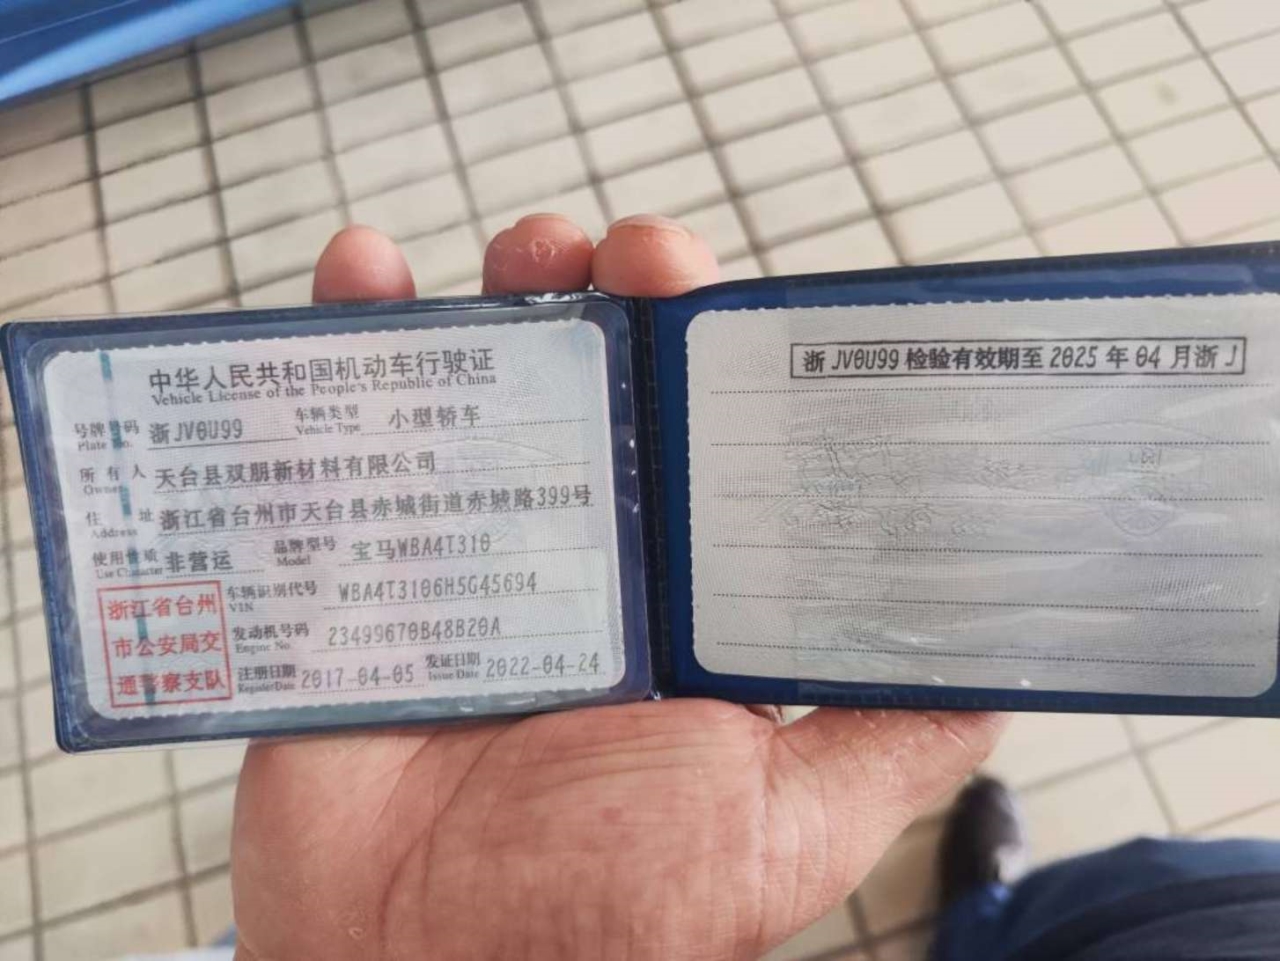 中华人民共和国机动车行驶证
Vehicle License of the People's Republic of China
号牌号码 浙JV0U99 车辆类型 小型轿车
Plate No. Vehicle Type
所有人 天台县双朋新材料有限公司
Owner
住址 浙江省台州市天台县赤城街道赤城路399号
Address
使用性质 非营运 品牌型号 宝马WBA4T310
Use Character Model
浙江省台州
市公安局交
通警察支队
车辆识别代号 WBA4T3106H5G45694
VIN
发动机号码 23499670B48B20A
Engine No.
注册日期 2017-04-05 发证日期 2022-04-24
Register Date Issue Date
浙JV0U99检验有效期至2025年04月浙J